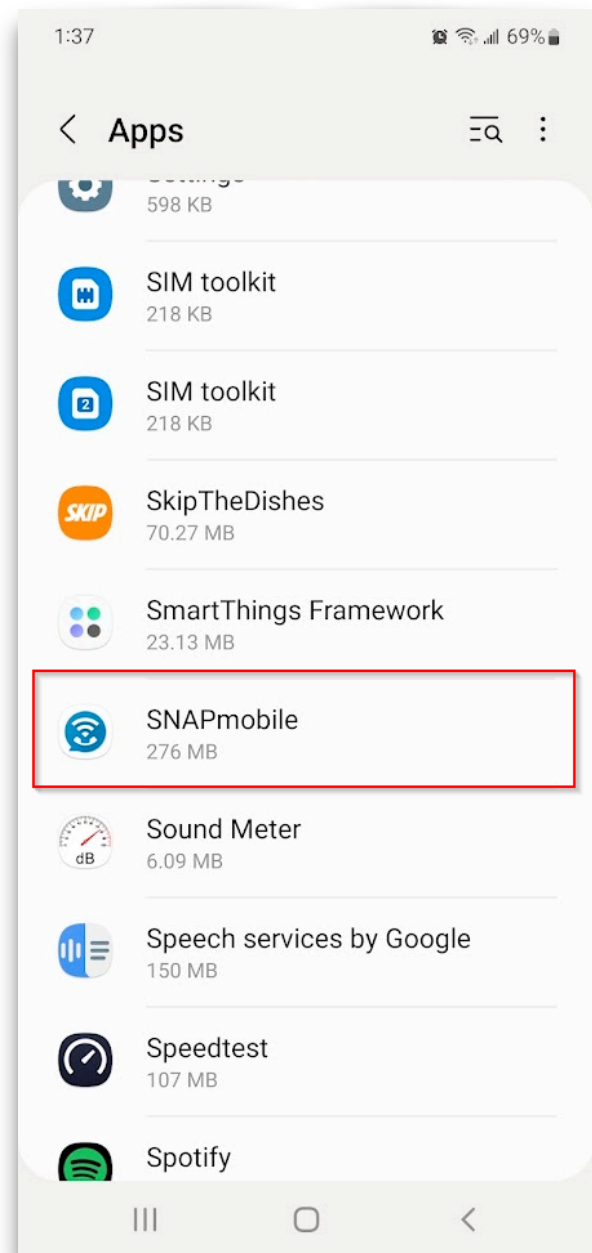 1:37
69%
Apps
598 KB
SIM toolkit
218 KB
SIM toolkit
2
218 KB
SKIP
SkipTheDishes
70.27 MB
SmartThings Framework
23.13 MB
SNAPmobile
276 MB
Sound Meter
dB
6.09 MB
Speech services by Google
150 MB
Speedtest
107 MB
Spotify